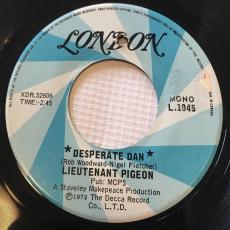 LONDON
XDR.52606
TIME:-2:45
MONO
L.1045
★DESPERATE DAN★
(Rob Woodward-Nigel Fletcher)
LIEUTENANT PIGEON
Pub: MCPS
A Staveley Makepeace Production
℗1972 The Decca Record
Co., L.T.D.